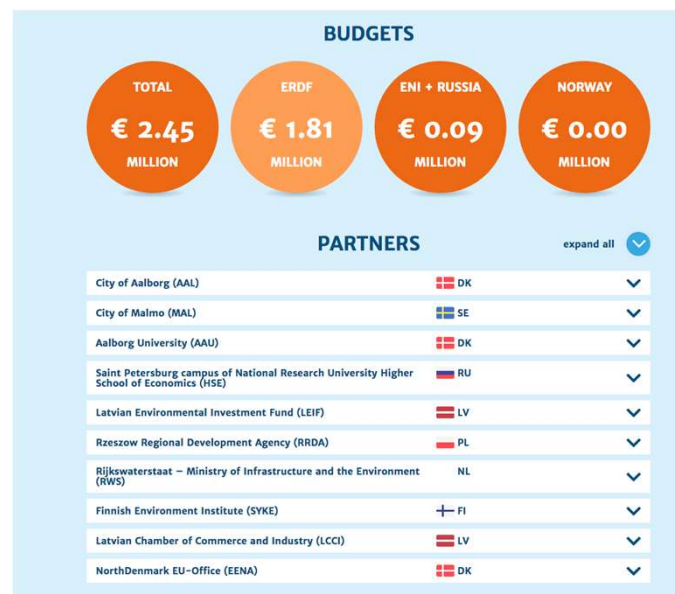 BUDGETS
TOTAL
€ 2.45
MILLION
ERDF
€ 1.81
MILLION
ENI + RUSSIA
€ 0.09
MILLION
NORWAY
€ 0.00
MILLION
PARTNERS
expand all
City of Aalborg (AAL) DK
City of Malmo (MAL) SE
Aalborg University (AAU) DK
Saint Petersburg campus of National Research University Higher RU
School of Economics (HSE)
Latvian Environmental Investment Fund (LEIF) LV
Rzeszow Regional Development Agency (RRDA) PL
Rijkswaterstaat – Ministry of Infrastructure and the Environment NL
(RWS)
Finnish Environment Institute (SYKE) FI
Latvian Chamber of Commerce and Industry (LCCI) LV
NorthDenmark EU-Office (EENA) DK